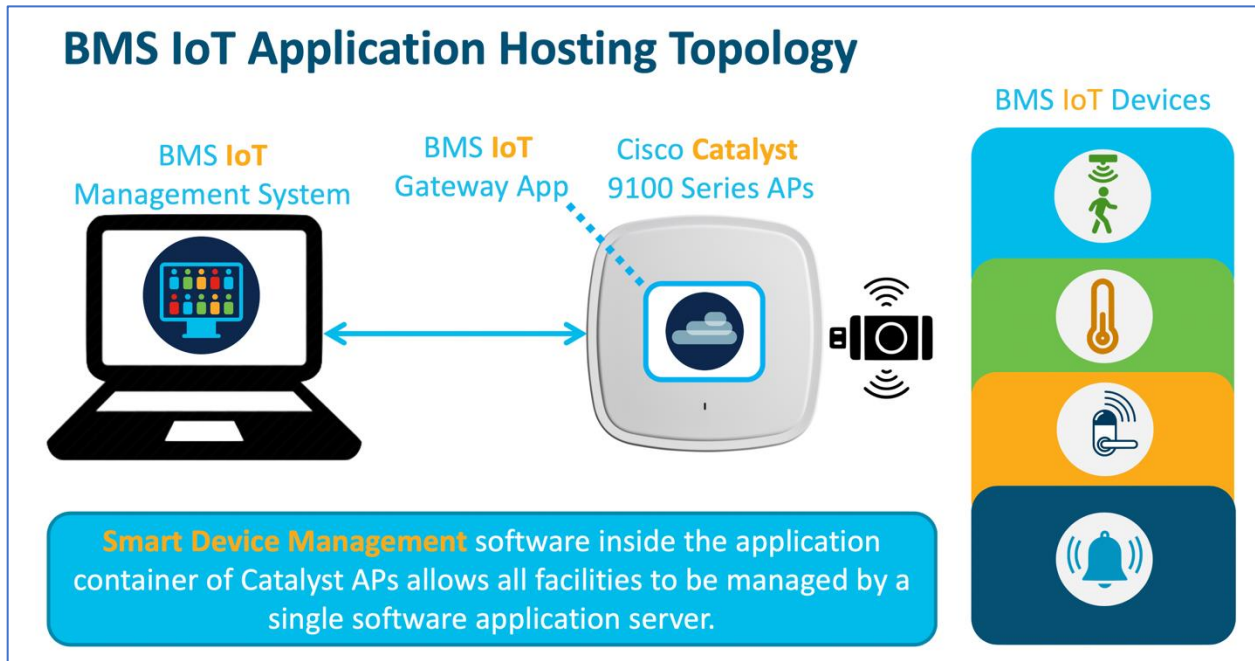 BMS IoT Application Hosting Topology
BMS IoT
Management System
BMS IoT
Gateway App
Cisco Catalyst
9100 Series APs
BMS IoT Devices
Smart Device Management software inside the application
container of Catalyst APs allows all facilities to be managed by a
single software application server.